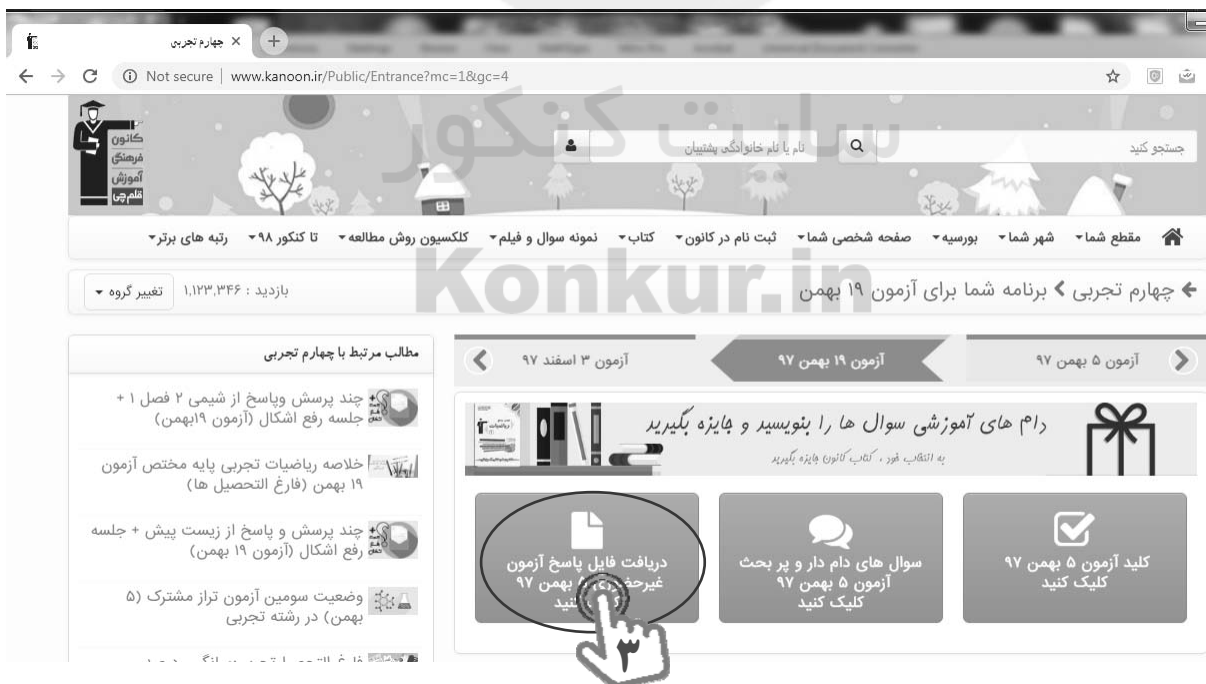 چهارم تجربی
Not secure | www.kanoon.ir/Public/Entrance?mc=1&gc=4
سایت کنکور
Konkur.in
کانون
فرهنگی
آموزش
قلم‌چی
جستجو کنید
نام یا نام خانوادگی پشتیبان
مقطع شما
شهر شما
بورسیه
صفحه شخصی شما
ثبت نام در کانون
کتاب
نمونه سوال و فیلم
کلکسیون روش مطالعه
تا کنکور ۹۸
رتبه های برتر
چهارم تجربی
برنامه شما برای آزمون ۱۹ بهمن
بازدید : ۱,۱۲۳,۳۴۶
تغییر گروه
آزمون ۵ بهمن ۹۷
آزمون ۱۹ بهمن ۹۷
آزمون ۳ اسفند ۹۷
دام های آموزشی سوال ها را بنویسید و جایزه بگیرید
به انتخاب خود ، کتاب کانون جایزه بگیرید
کلید آزمون ۵ بهمن ۹۷
کلیک کنید
سوال های دام دار و پر بحث
آزمون ۵ بهمن ۹۷
کلیک کنید
دریافت فایل پاسخ آزمون
بهمن ۹۷
۳
مطالب مرتبط با چهارم تجربی
چند پرسش وپاسخ از شیمی ۲ فصل ۱ +
جلسه رفع اشکال (آزمون ۱۹بهمن)
خلاصه ریاضیات تجربی پایه مختص آزمون
۱۹ بهمن (فارغ التحصیل ها)
چند پرسش و پاسخ از زیست پیش + جلسه
رفع اشکال (آزمون ۱۹ بهمن)
وضعیت سومین آزمون تراز مشترک (۵
بهمن) در رشته تجربی